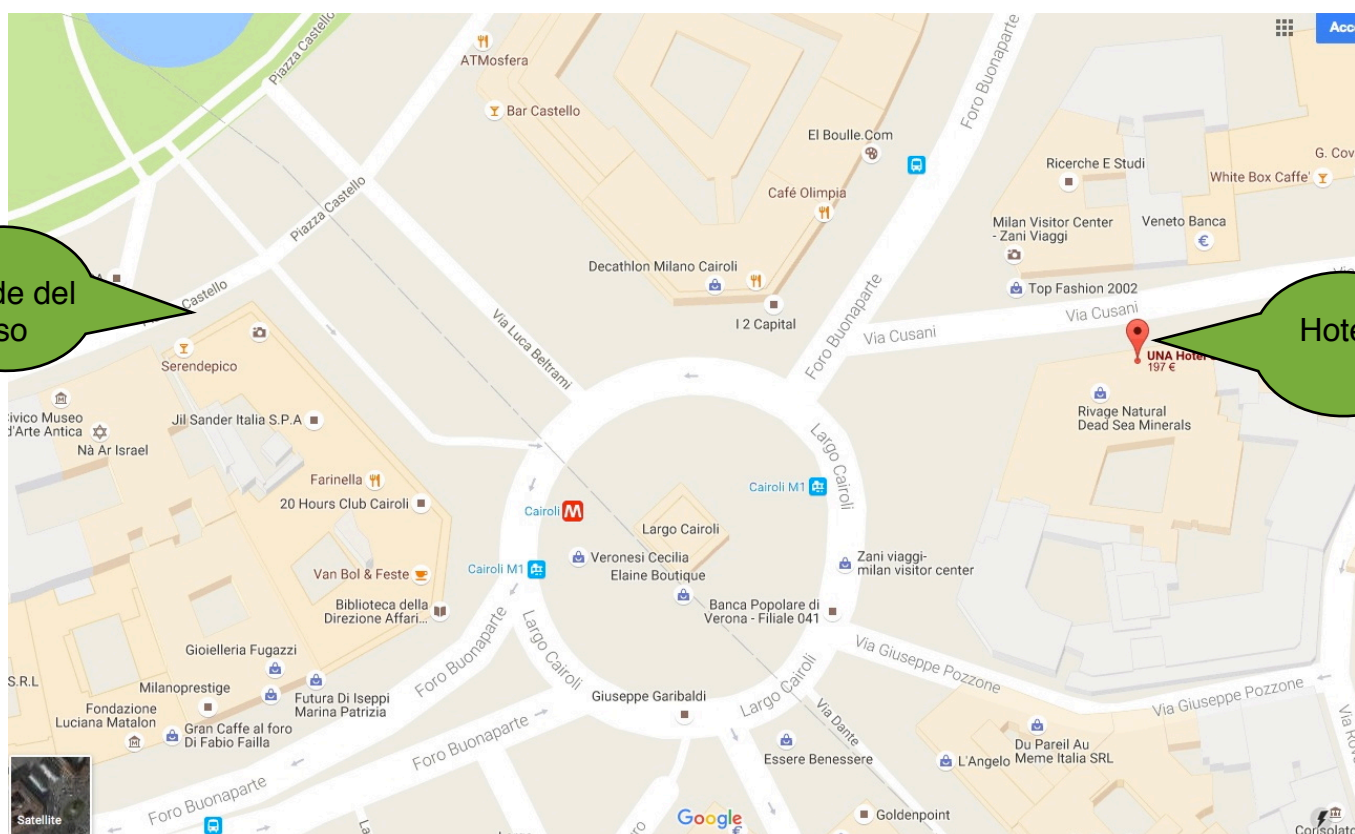 Piazza Castello
ATMosfera
Bar Castello
Foro Buonaparte
El Boulle.Com
Café Olimpia
Ricerche E Studi
G. Cov
White Box Caffe'
Milan Visitor Center
- Zani Viaggi
Veneto Banca
Piazza Castello
Decathlon Milano Cairoli
I 2 Capital
Top Fashion 2002
Via Cusani
Via Cusani
Foro Buonaparte
de del
so
Castello
Hote
UNA Hotel
197 €
Via Luca Beltrami
Serendepico
Rivage Natural
Dead Sea Minerals
Civico Museo
d'Arte Antica
Nà Ar Israel
Jil Sander Italia S.P.A
Largo Cairoli
Farinella
20 Hours Club Cairoli
Cairoli M1
Cairoli
Largo Cairoli
Van Bol & Feste
Cairoli M1
Veronesi Cecilia
Elaine Boutique
Zani viaggi-
milan visitor center
Biblioteca della
Direzione Affari...
Banca Popolare di
Verona - Filiale 041
Via Giuseppe Pozzone
Gioielleria Fugazzi
Foro Buonaparte
Largo Cairoli
Largo Cairoli
S.R.L
Milanoprestige
Futura Di Iseppi
Marina Patrizia
Giuseppe Garibaldi
Via Giuseppe Pozzone
Fondazione
Luciana Matalon
Gran Caffe al foro
Di Fabio Failla
Via Dante
Foro Buonaparte
Essere Benessere
L'Angelo
Du Pareil Au
Meme Italia SRL
Satellite
Foro Buonaparte
Google
Goldenpoint
Consolato